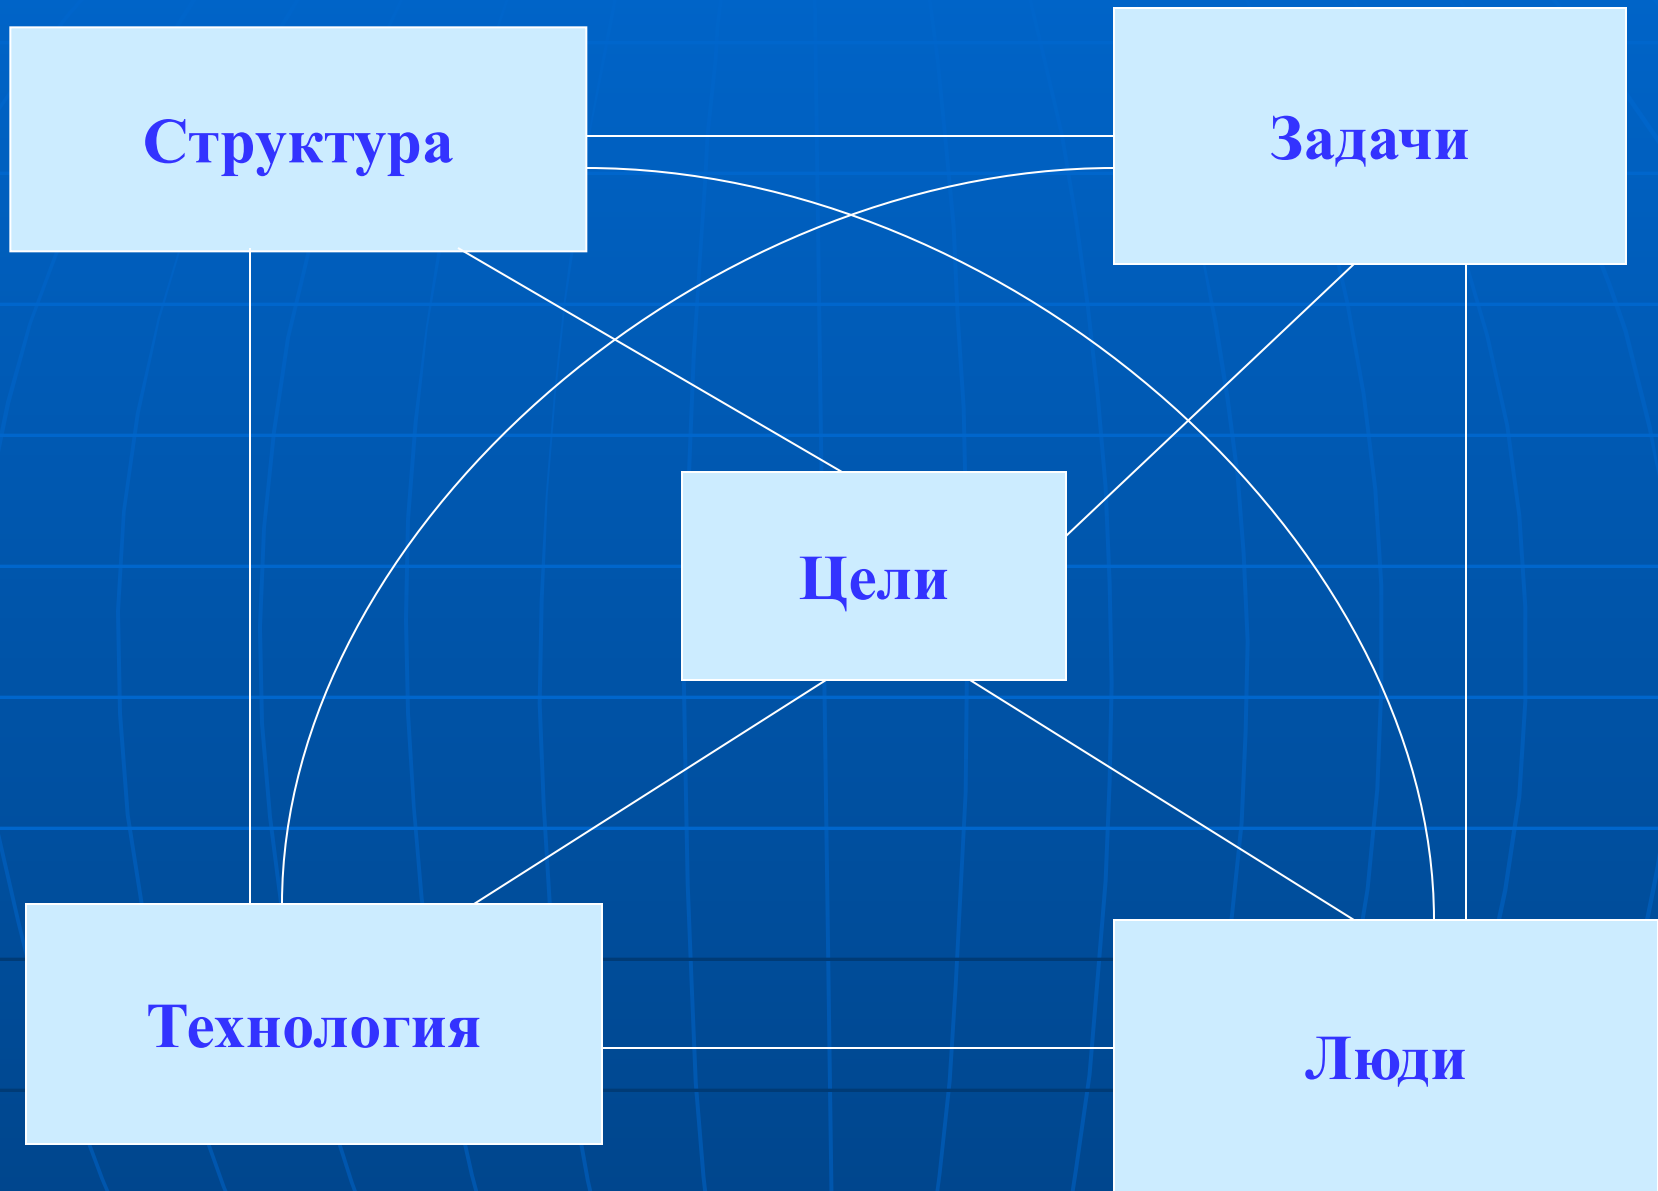 Структура
Задачи
Цели
Технология
Люди